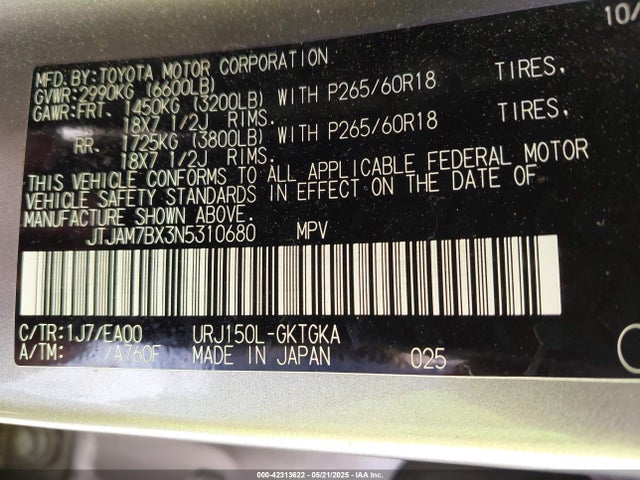 10/
MFD.BY:TOYOTA MOTOR CORPORATION
GVWR:2990KG (6600LB)
GAWR:FRT. 1450KG (3200LB) WITH P265/60R18 TIRES,
18X7 1/2J RIMS.
RR. 1725KG (3800LB) WITH P265/60R18 TIRES,
18X7 1/2J RIMS.
THIS VEHICLE CONFORMS TO ALL APPLICABLE FEDERAL MOTOR
VEHICLE SAFETY STANDARDS IN EFFECT ON THE DATE OF
MANUFACTURE SHOWN ABOVE.
JTJAM7BX3N5310680 MPV
C/TR:1J7/EA00 URJ150L-GKTGKA
A/TM: /A760F MADE IN JAPAN 025
000-42313622 - 05/21/2025 - IAA Inc.